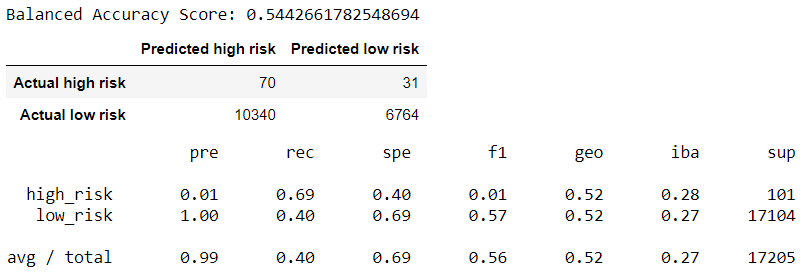 Balanced Accuracy Score: 0.5442661782548694
Predicted high risk Predicted low risk
Actual high risk 70 31
Actual low risk 10340 6764
pre rec spe f1 geo iba sup
high_risk 0.01 0.69 0.40 0.01 0.52 0.28 101
low_risk 1.00 0.40 0.69 0.57 0.52 0.27 17104
avg / total 0.99 0.40 0.69 0.56 0.52 0.27 17205